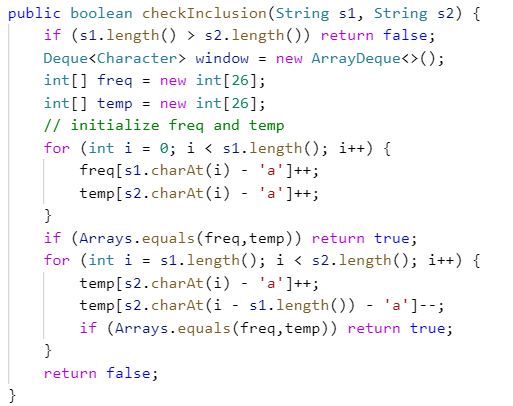 public boolean checkInclusion(String s1, String s2) {
    if (s1.length() > s2.length()) return false;
    Deque<Character> window = new ArrayDeque<>();
    int[] freq = new int[26];
    int[] temp = new int[26];
    // initialize freq and temp
    for (int i = 0; i < s1.length(); i++) {
        freq[s1.charAt(i) - 'a']++;
        temp[s2.charAt(i) - 'a']++;
    }
    if (Arrays.equals(freq,temp)) return true;
    for (int i = s1.length(); i < s2.length(); i++) {
        temp[s2.charAt(i) - 'a']++;
        temp[s2.charAt(i - s1.length()) - 'a']--;
        if (Arrays.equals(freq,temp)) return true;
    }
    return false;
}